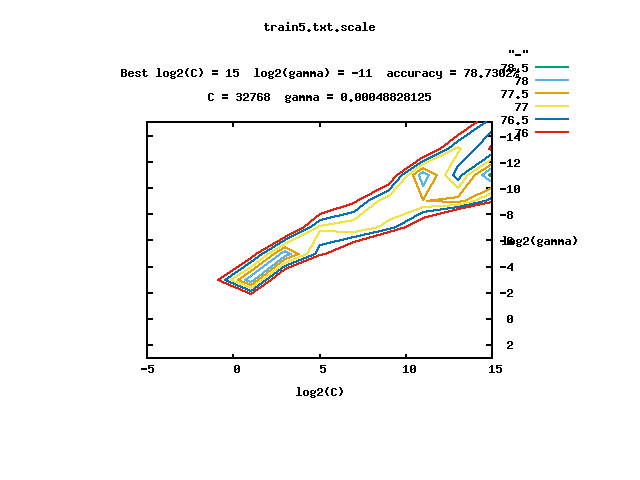 train5.txt.scale
"-"
Best log2(C) = 15  log2(gamma) = -11  accuracy = 78.7302%
78.5
78
C = 32768  gamma = 0.00048828125
77.5
77
76.5
76
-14
-12
-10
-8
-6
log2(gamma)
-4
-2
0
2
-5 0 5 10 15
log2(C)